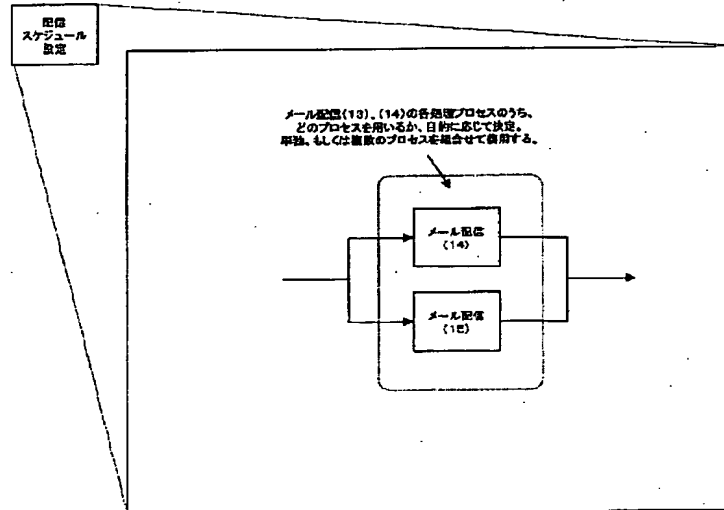 配信
スケジュール
設定
メール配信(13)、(14)の各処理プロセスのうち、
どのプロセスを用いるか、目的に応じて決定。
単独、もしくは複数のプロセスを組合せて使用する。
メール配信
(14)
メール配信